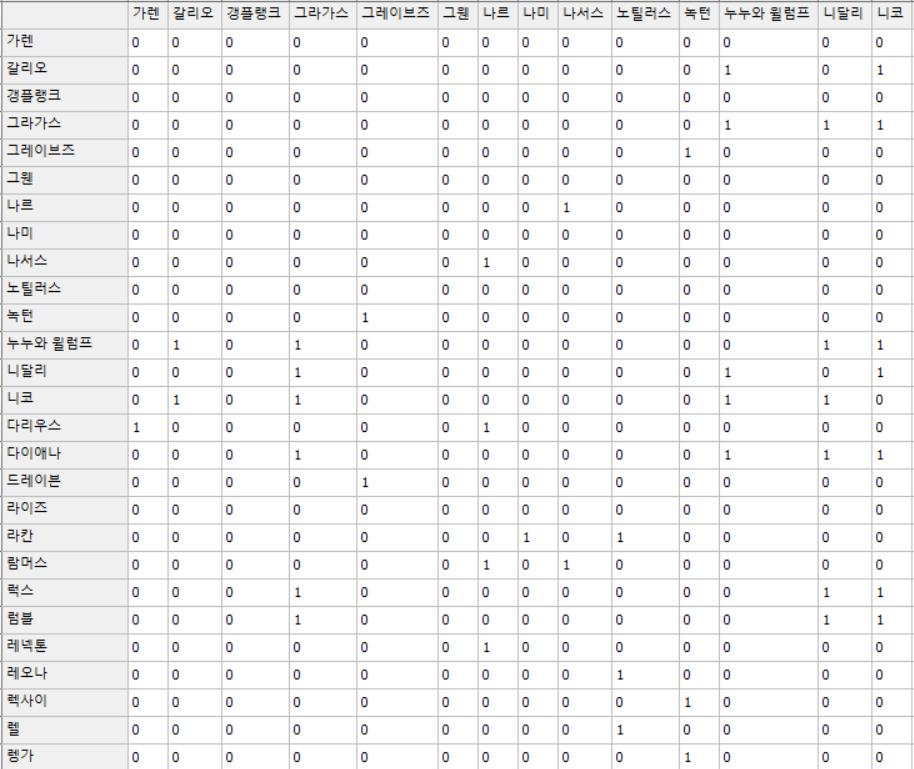 가렌 갈리오 갱플랭크 그라가스 그레이브즈 그웬 나르 나미 나서스 노틸러스 녹턴 누누와 윌럼프 니달리 니코
가렌 0 0 0 0 0 0 0 0 0 0 0 0 0 0
갈리오 0 0 0 0 0 0 0 0 0 0 0 1 0 1
갱플랭크 0 0 0 0 0 0 0 0 0 0 0 0 0 0
그라가스 0 0 0 0 0 0 0 0 0 0 0 1 1 1
그레이브즈 0 0 0 0 0 0 0 0 0 0 1 0 0 0
그웬 0 0 0 0 0 0 0 0 0 0 0 0 0 0
나르 0 0 0 0 0 0 0 0 1 0 0 0 0 0
나미 0 0 0 0 0 0 0 0 0 0 0 0 0 0
나서스 0 0 0 0 0 0 1 0 0 0 0 0 0 0
노틸러스 0 0 0 0 0 0 0 0 0 0 0 0 0 0
녹턴 0 0 0 0 1 0 0 0 0 0 0 0 0 0
누누와 윌럼프 0 1 0 1 0 0 0 0 0 0 0 0 1 1
니달리 0 0 0 1 0 0 0 0 0 0 0 1 0 1
니코 0 1 0 1 0 0 0 0 0 0 0 1 1 0
다리우스 1 0 0 0 0 0 1 0 0 0 0 0 0 0
다이애나 0 0 0 1 0 0 0 0 0 0 0 1 1 1
드레이븐 0 0 0 0 1 0 0 0 0 0 0 0 0 0
라이즈 0 0 0 0 0 0 0 0 0 0 0 0 0 0
라칸 0 0 0 0 0 0 0 1 0 1 0 0 0 0
람머스 0 0 0 0 0 0 1 0 1 0 0 0 0 0
럭스 0 0 0 1 0 0 0 0 0 0 0 0 1 1
럼블 0 0 0 1 0 0 0 0 0 0 0 0 1 1
레넥톤 0 0 0 0 0 0 1 0 0 0 0 0 0 0
레오나 0 0 0 0 0 0 0 0 0 1 0 0 0 0
렉사이 0 0 0 0 0 0 0 0 0 0 1 0 0 0
렐 0 0 0 0 0 0 0 0 0 1 0 0 0 0
렝가 0 0 0 0 0 0 0 0 0 0 1 0 0 0